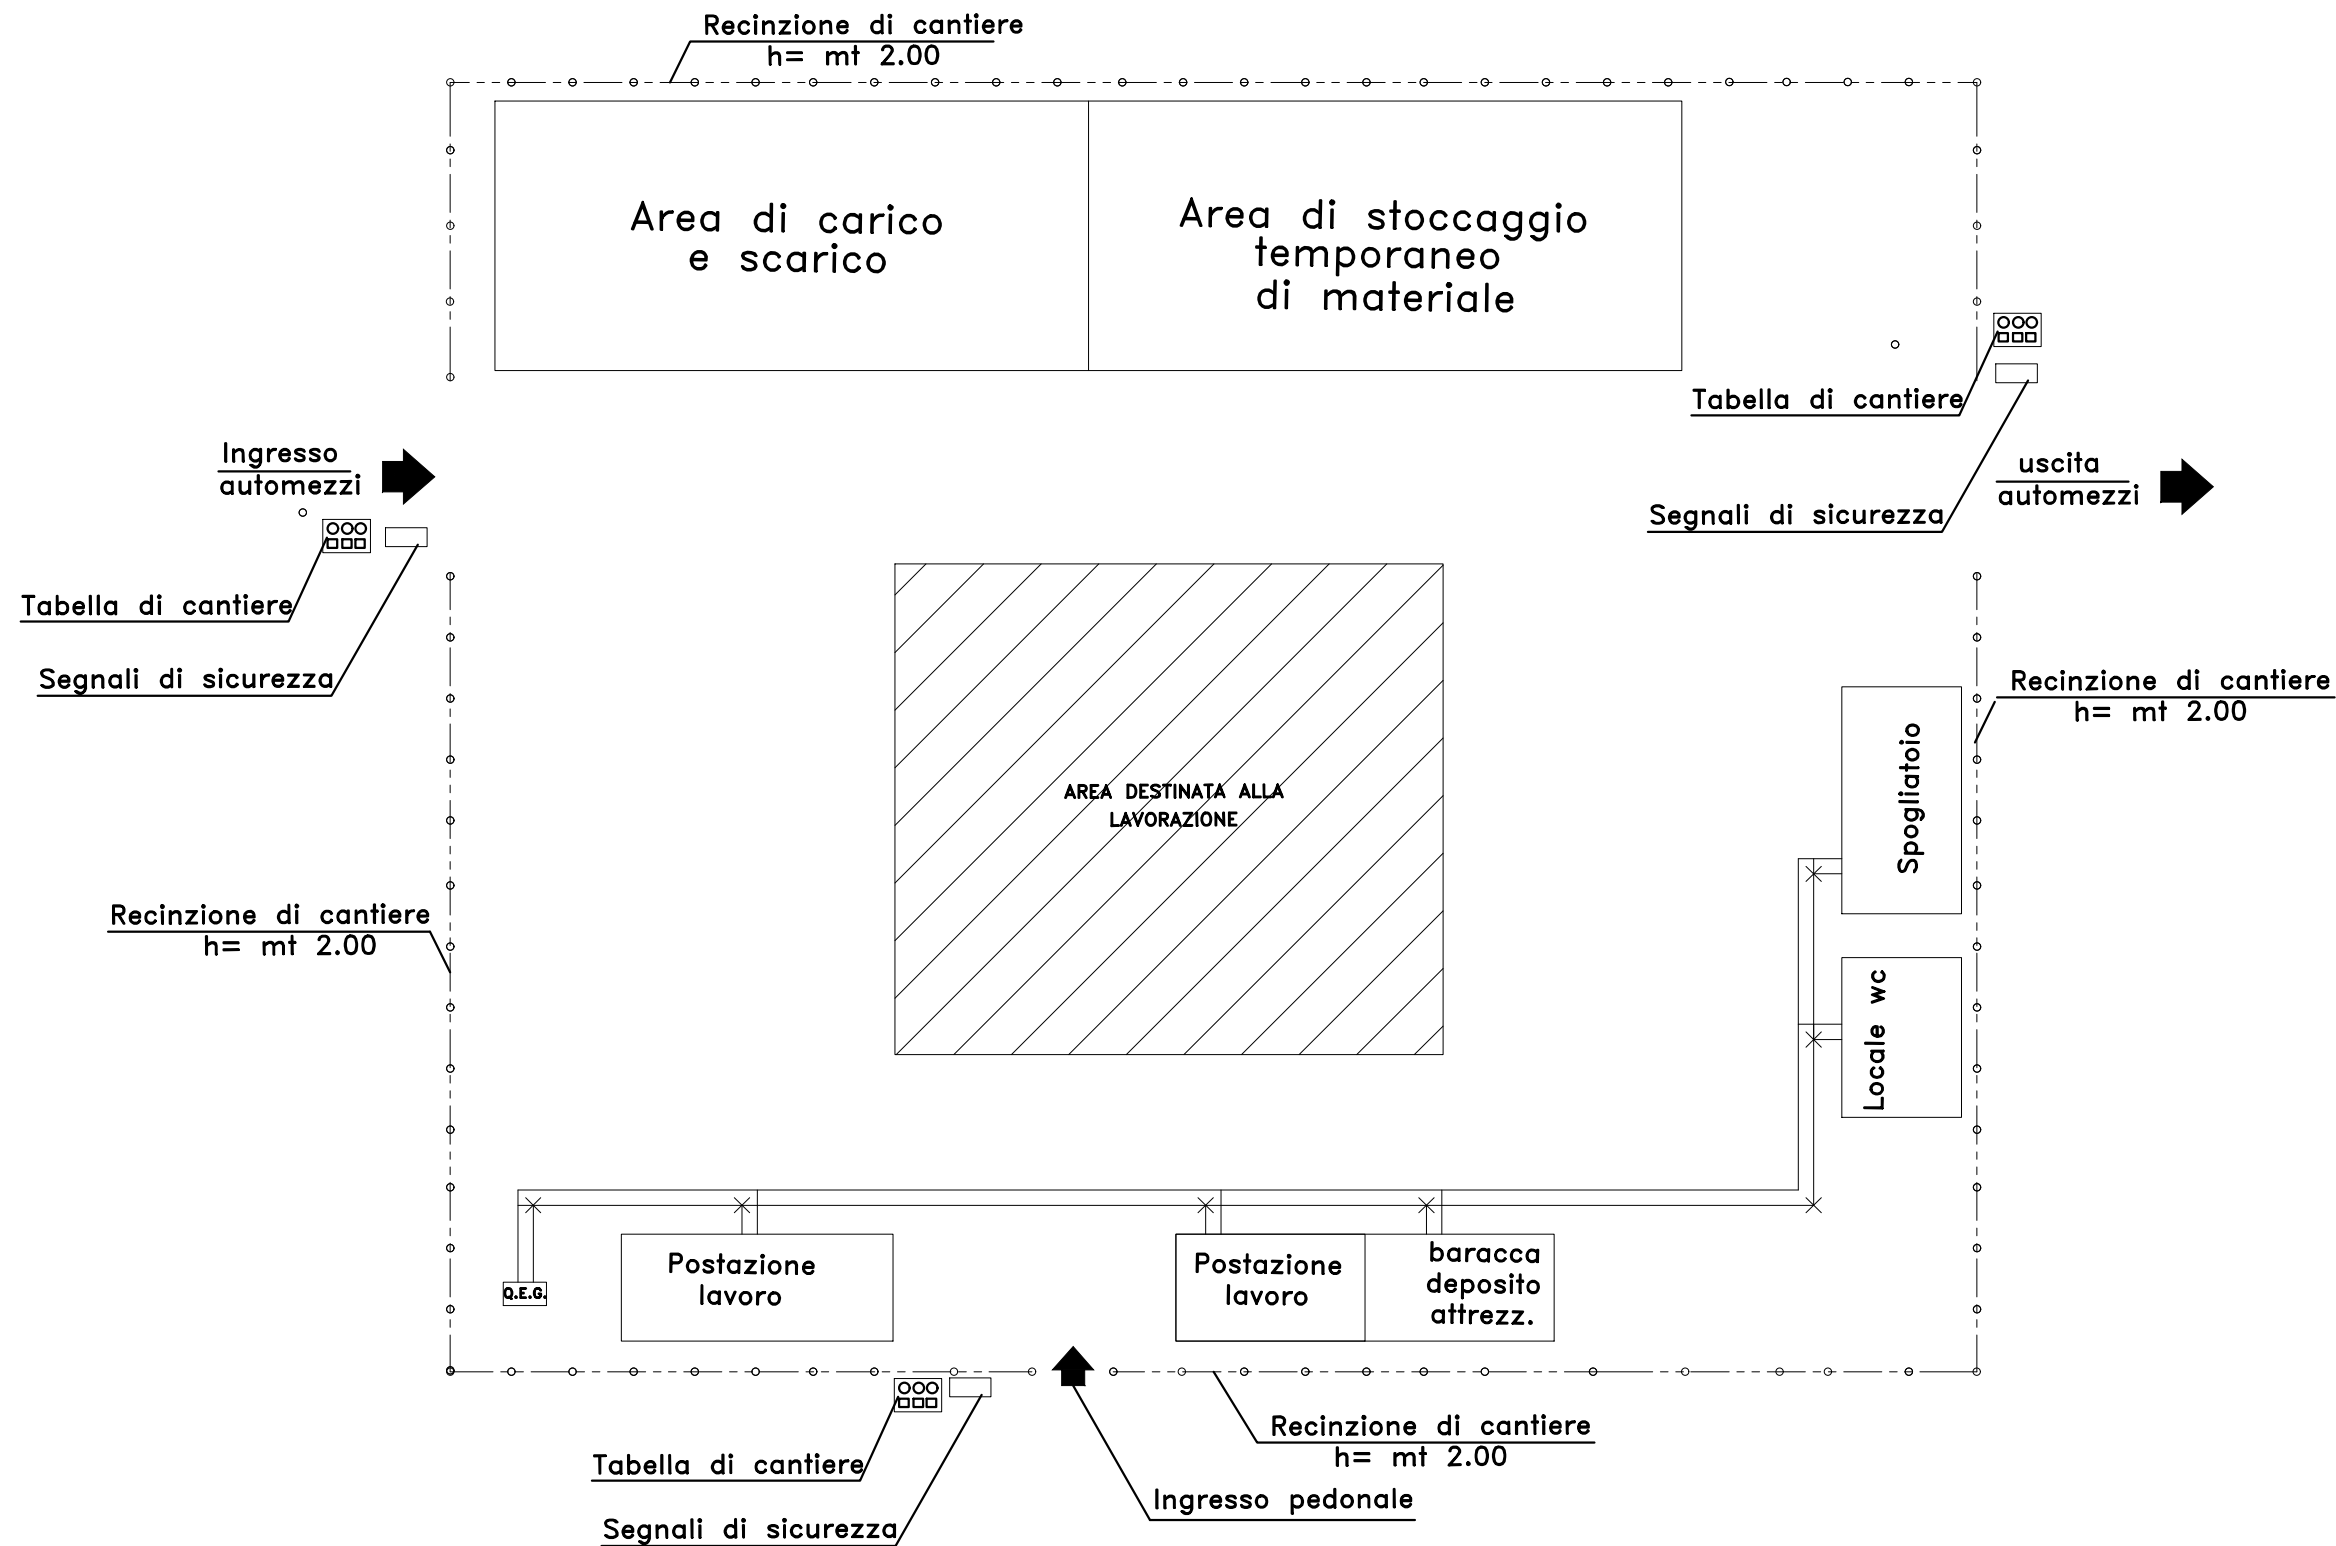 Recinzione di cantiere
h= mt 2.00
Area di carico
e scarico
Area di stoccaggio
temporaneo
di materiale
Tabella di cantiere
Ingresso
automezzi
uscita
automezzi
Segnali di sicurezza
Tabella di cantiere
Segnali di sicurezza
Recinzione di cantiere
h= mt 2.00
Spogliatoio
AREA DESTINATA ALLA
LAVORAZIONE
Recinzione di cantiere
h= mt 2.00
Locale wc
Q.E.G.
Postazione
lavoro
Postazione
lavoro
baracca
deposito
attrezz.
Recinzione di cantiere
h= mt 2.00
Tabella di cantiere
Ingresso pedonale
Segnali di sicurezza